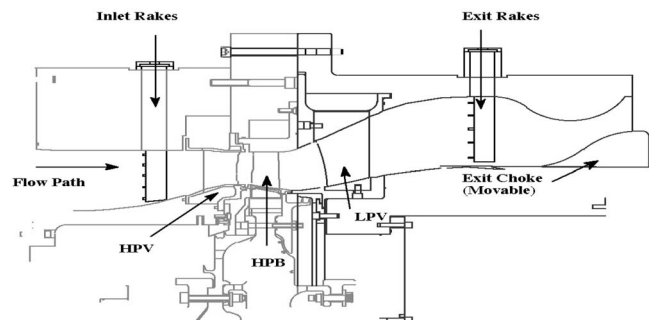 Inlet Rakes
Exit Rakes
Flow Path
Exit Choke
(Movable)
LPV
HPV
HPB